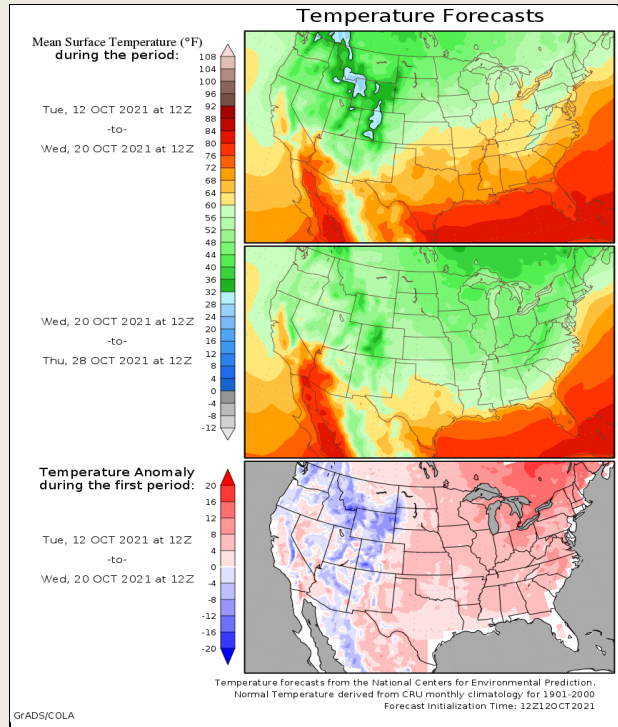 Temperature Forecasts
Mean Surface Temperature (°F)
during the period:
Tue, 12 OCT 2021 at 12Z
-to-
Wed, 20 OCT 2021 at 12Z
108
104
100
96
92
88
84
80
76
72
68
64
60
56
52
48
44
40
36
32
28
24
20
16
12
8
4
0
-4
-8
-12
Wed, 20 OCT 2021 at 12Z
-to-
Thu, 28 OCT 2021 at 12Z
Temperature Anomaly
during the first period:
Tue, 12 OCT 2021 at 12Z
-to-
Wed, 20 OCT 2021 at 12Z
20
16
12
8
4
0
-4
-8
-12
-16
-20
Temperature forecasts from the National Centers for Environmental Prediction.
Normal Temperature derived from CRU monthly climatology for 1901-2000
Forecast Initialization Time: 12Z12OCT2021
GrADS/COLA